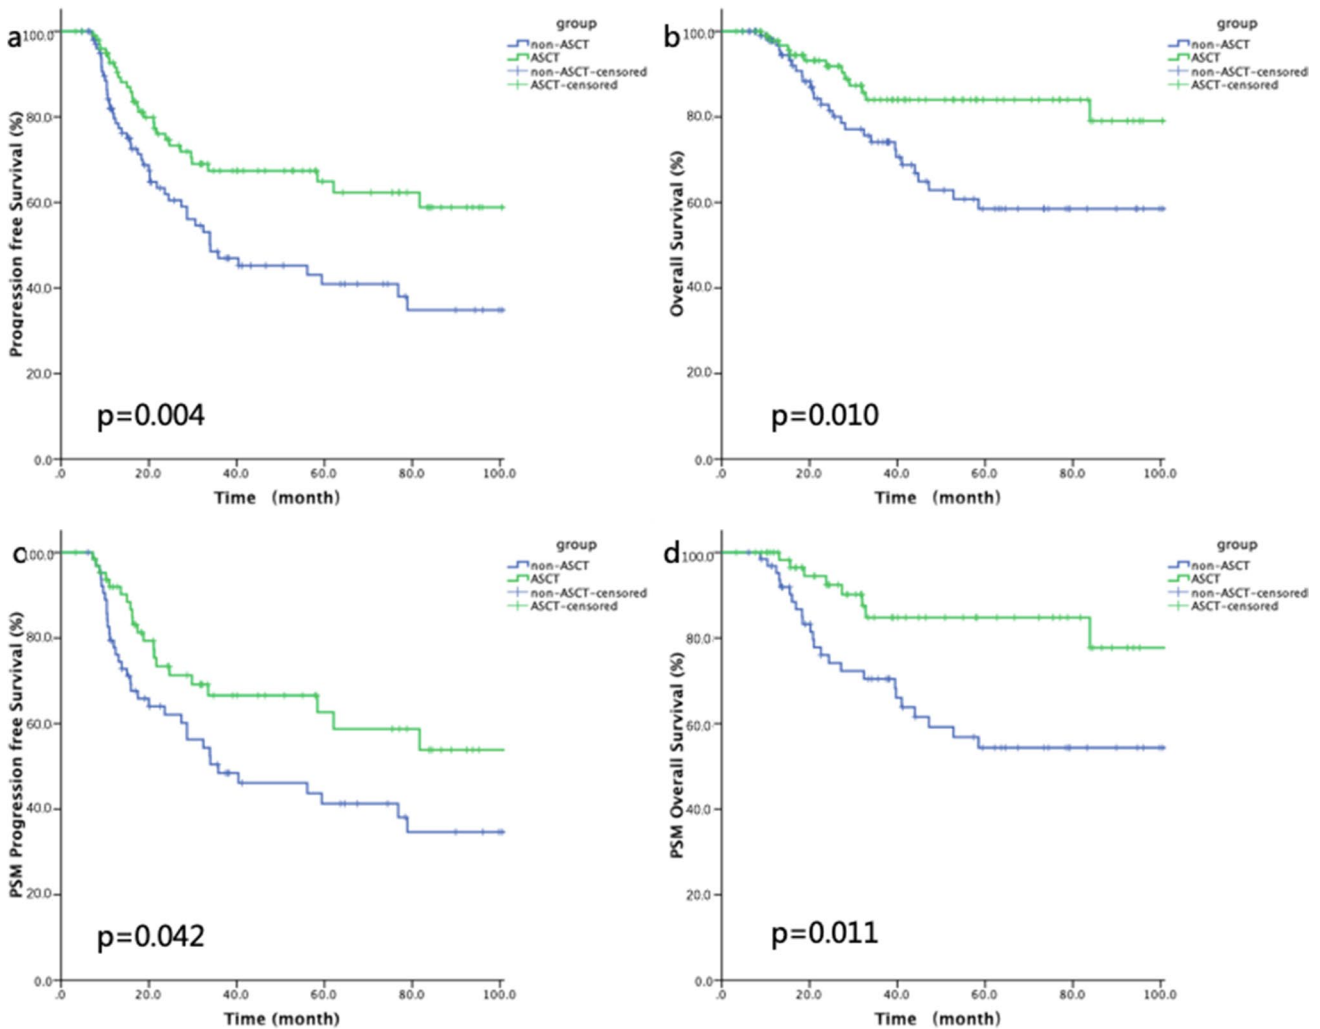 a
Progression free Survival (%)
100.0
80.0
60.0
40.0
20.0
0.0
.0 20.0 40.0 60.0 80.0 100.0
Time (month)
group
non-ASCT
ASCT
non-ASCT-censored
ASCT-censored
p=0.004
b
Overall Survival (%)
100.0
80.0
60.0
40.0
20.0
0.0
.0 20.0 40.0 60.0 80.0 100.0
Time (month)
group
non-ASCT
ASCT
non-ASCT-censored
ASCT-censored
p=0.010
c
PSM Progression free Survival (%)
100.0
80.0
60.0
40.0
20.0
0.0
.0 20.0 40.0 60.0 80.0 100.0
Time (month)
group
non-ASCT
ASCT
non-ASCT-censored
ASCT-censored
p=0.042
d
PSM Overall Survival (%)
100.0
80.0
60.0
40.0
20.0
0.0
.0 20.0 40.0 60.0 80.0 100.0
Time (month)
group
non-ASCT
ASCT
non-ASCT-censored
ASCT-censored
p=0.011